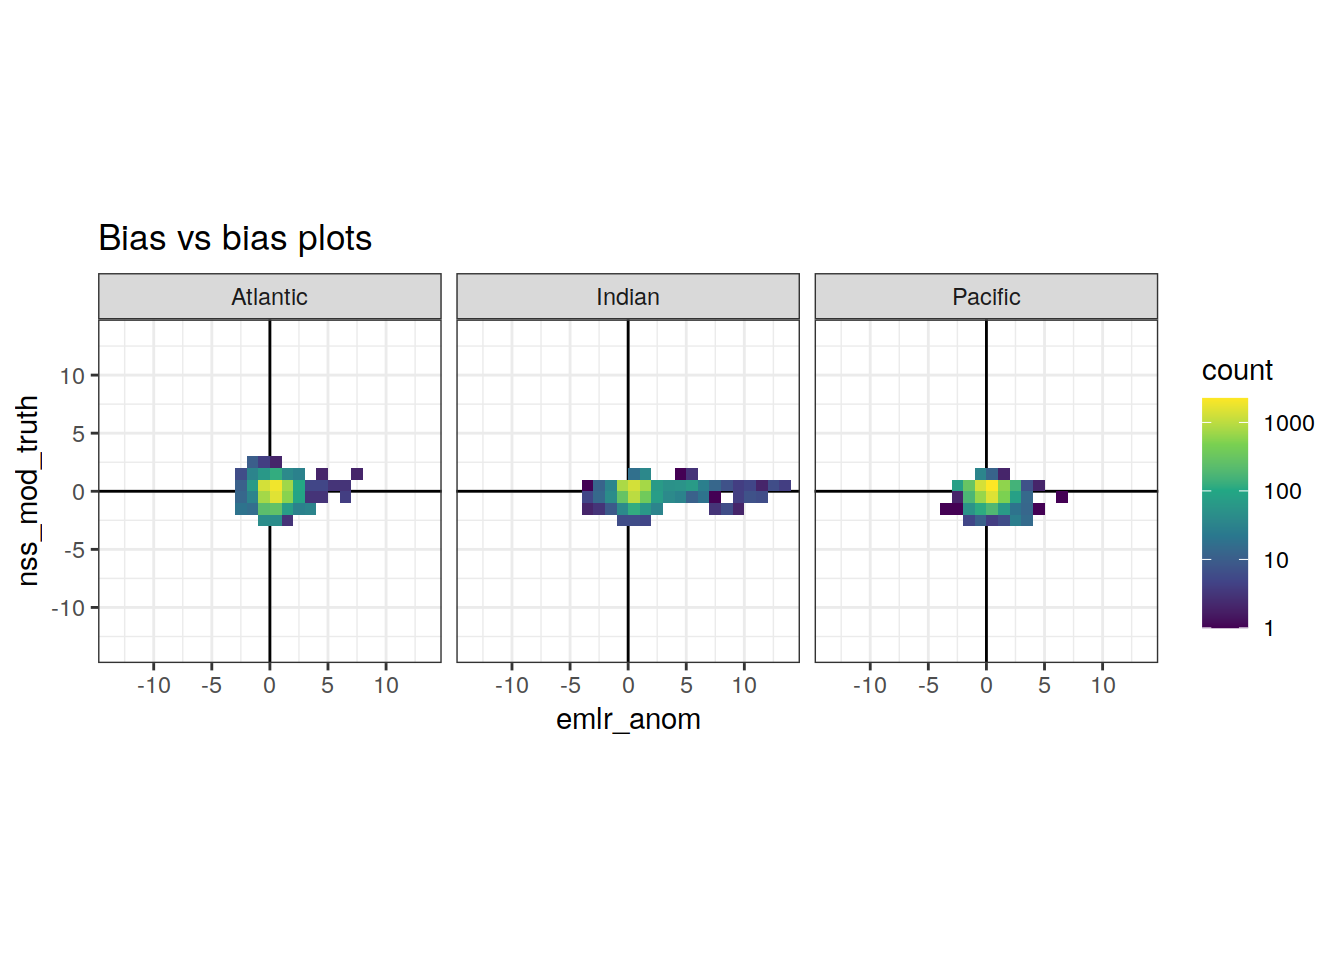 Bias vs bias plots
Atlantic
Indian
Pacific
nss_mod_truth
10
5
0
-5
-10
-10 -5 0 5 10
-10 -5 0 5 10
-10 -5 0 5 10
emlr_anom
count
1000
100
10
1